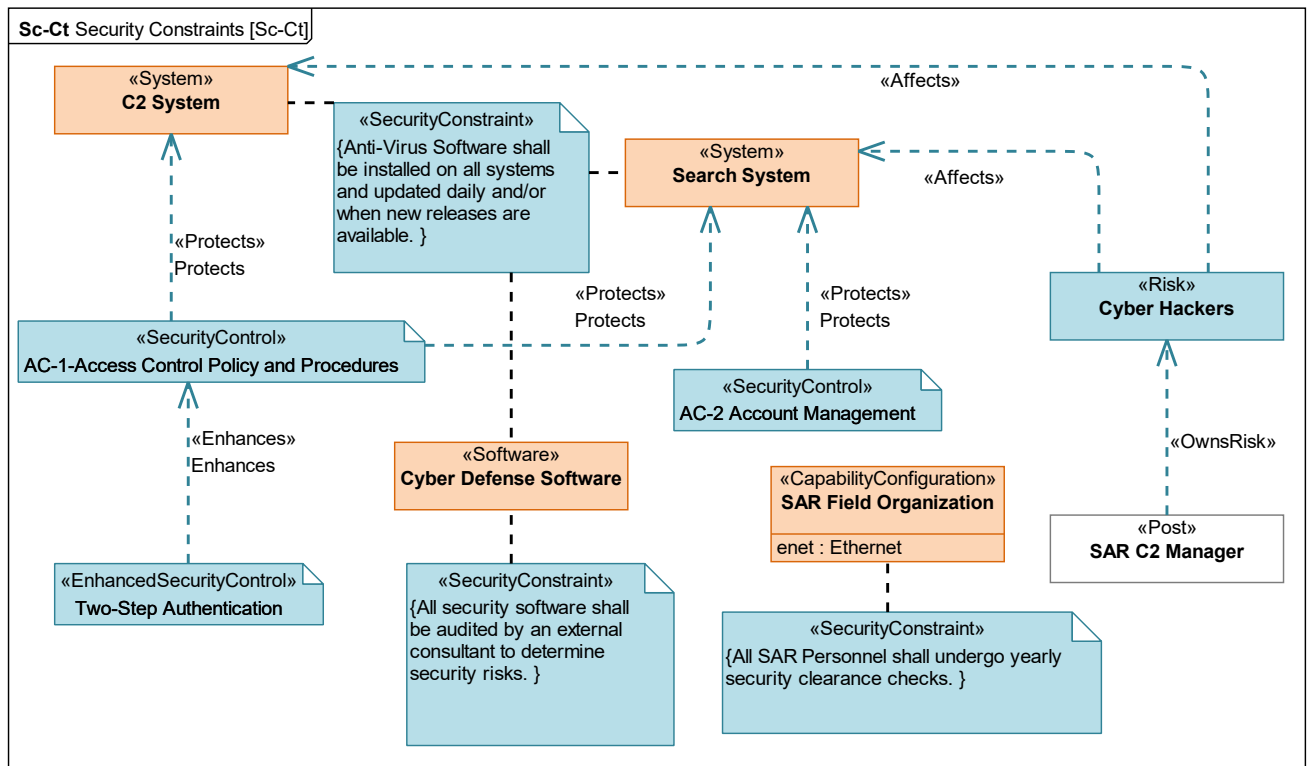 Sc-Ct Security Constraints [Sc-Ct]
«System»
C2 System
«Affects»
«SecurityConstraint»
{Anti-Virus Software shall
be installed on all systems
and updated daily and/or
when new releases are
available. }
«System»
Search System
«Affects»
«Protects»
Protects
«Protects»
Protects
«Protects»
Protects
«Risk»
Cyber Hackers
«SecurityControl»
AC-1-Access Control Policy and Procedures
«SecurityControl»
AC-2 Account Management
«Enhances»
Enhances
«OwnsRisk»
«Software»
Cyber Defense Software
«CapabilityConfiguration»
SAR Field Organization
enet : Ethernet
«Post»
SAR C2 Manager
«EnhancedSecurityControl»
Two-Step Authentication
«SecurityConstraint»
{All security software shall
be audited by an external
consultant to determine
security risks. }
«SecurityConstraint»
{All SAR Personnel shall undergo yearly
security clearance checks. }